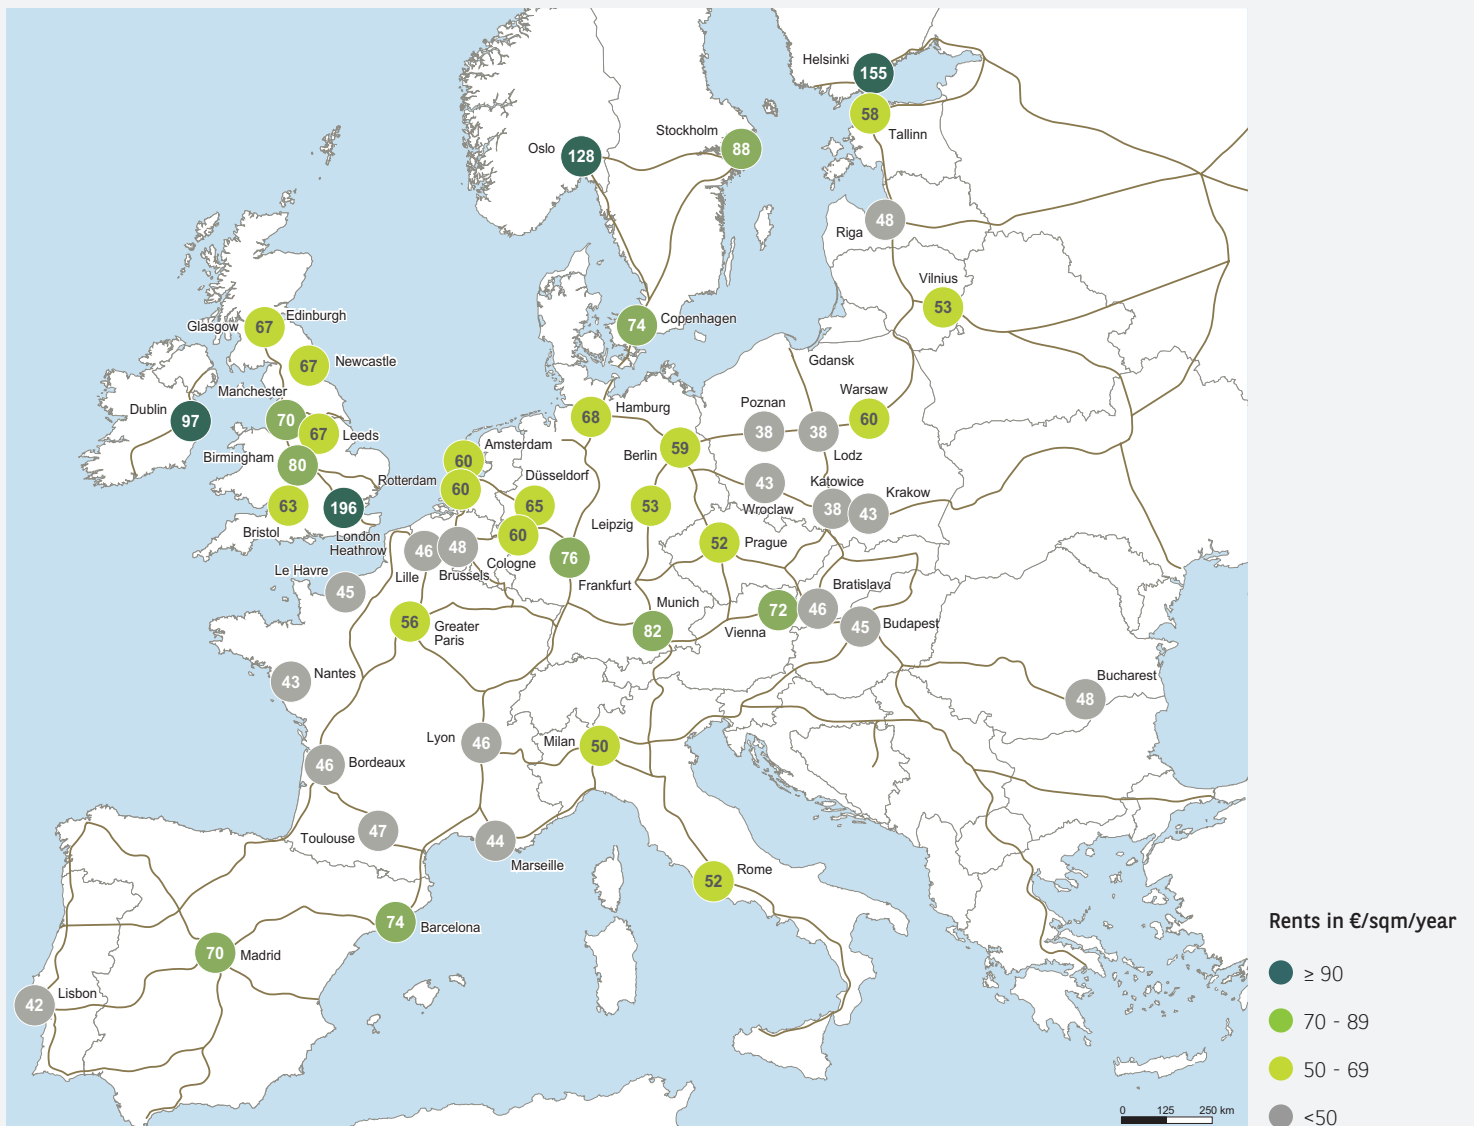 Helsinki
155
58
Tallinn
Stockholm
88
Oslo
128
Riga
48
Vilnius
53
Copenhagen
74
Edinburgh
Glasgow
67
Newcastle
67
Manchester
70
Dublin
97
67
Leeds
Birmingham
80
63
Bristol
196
London
Heathrow
Hamburg
68
Berlin
59
Amsterdam
60
Rotterdam
60
Düsseldorf
65
60
Cologne
Leipzig
53
76
Frankfurt
Munich
82
Gdansk
Warsaw
60
Poznan
38
38
Lodz
43
Wroclaw
Katowice
38
Krakow
43
52
Prague
Vienna
72
Bratislava
46
45
Budapest
Bucharest
48
46
Lille
48
Brussels
Le Havre
45
56
Greater
Paris
Nantes
43
Lyon
46
Milan
50
46
Bordeaux
Toulouse
47
44
Marseille
Rome
52
74
Barcelona
70
Madrid
42
Lisbon
Rents in €/sqm/year
≥ 90
70 - 89
50 - 69
<50
0 125 250 km